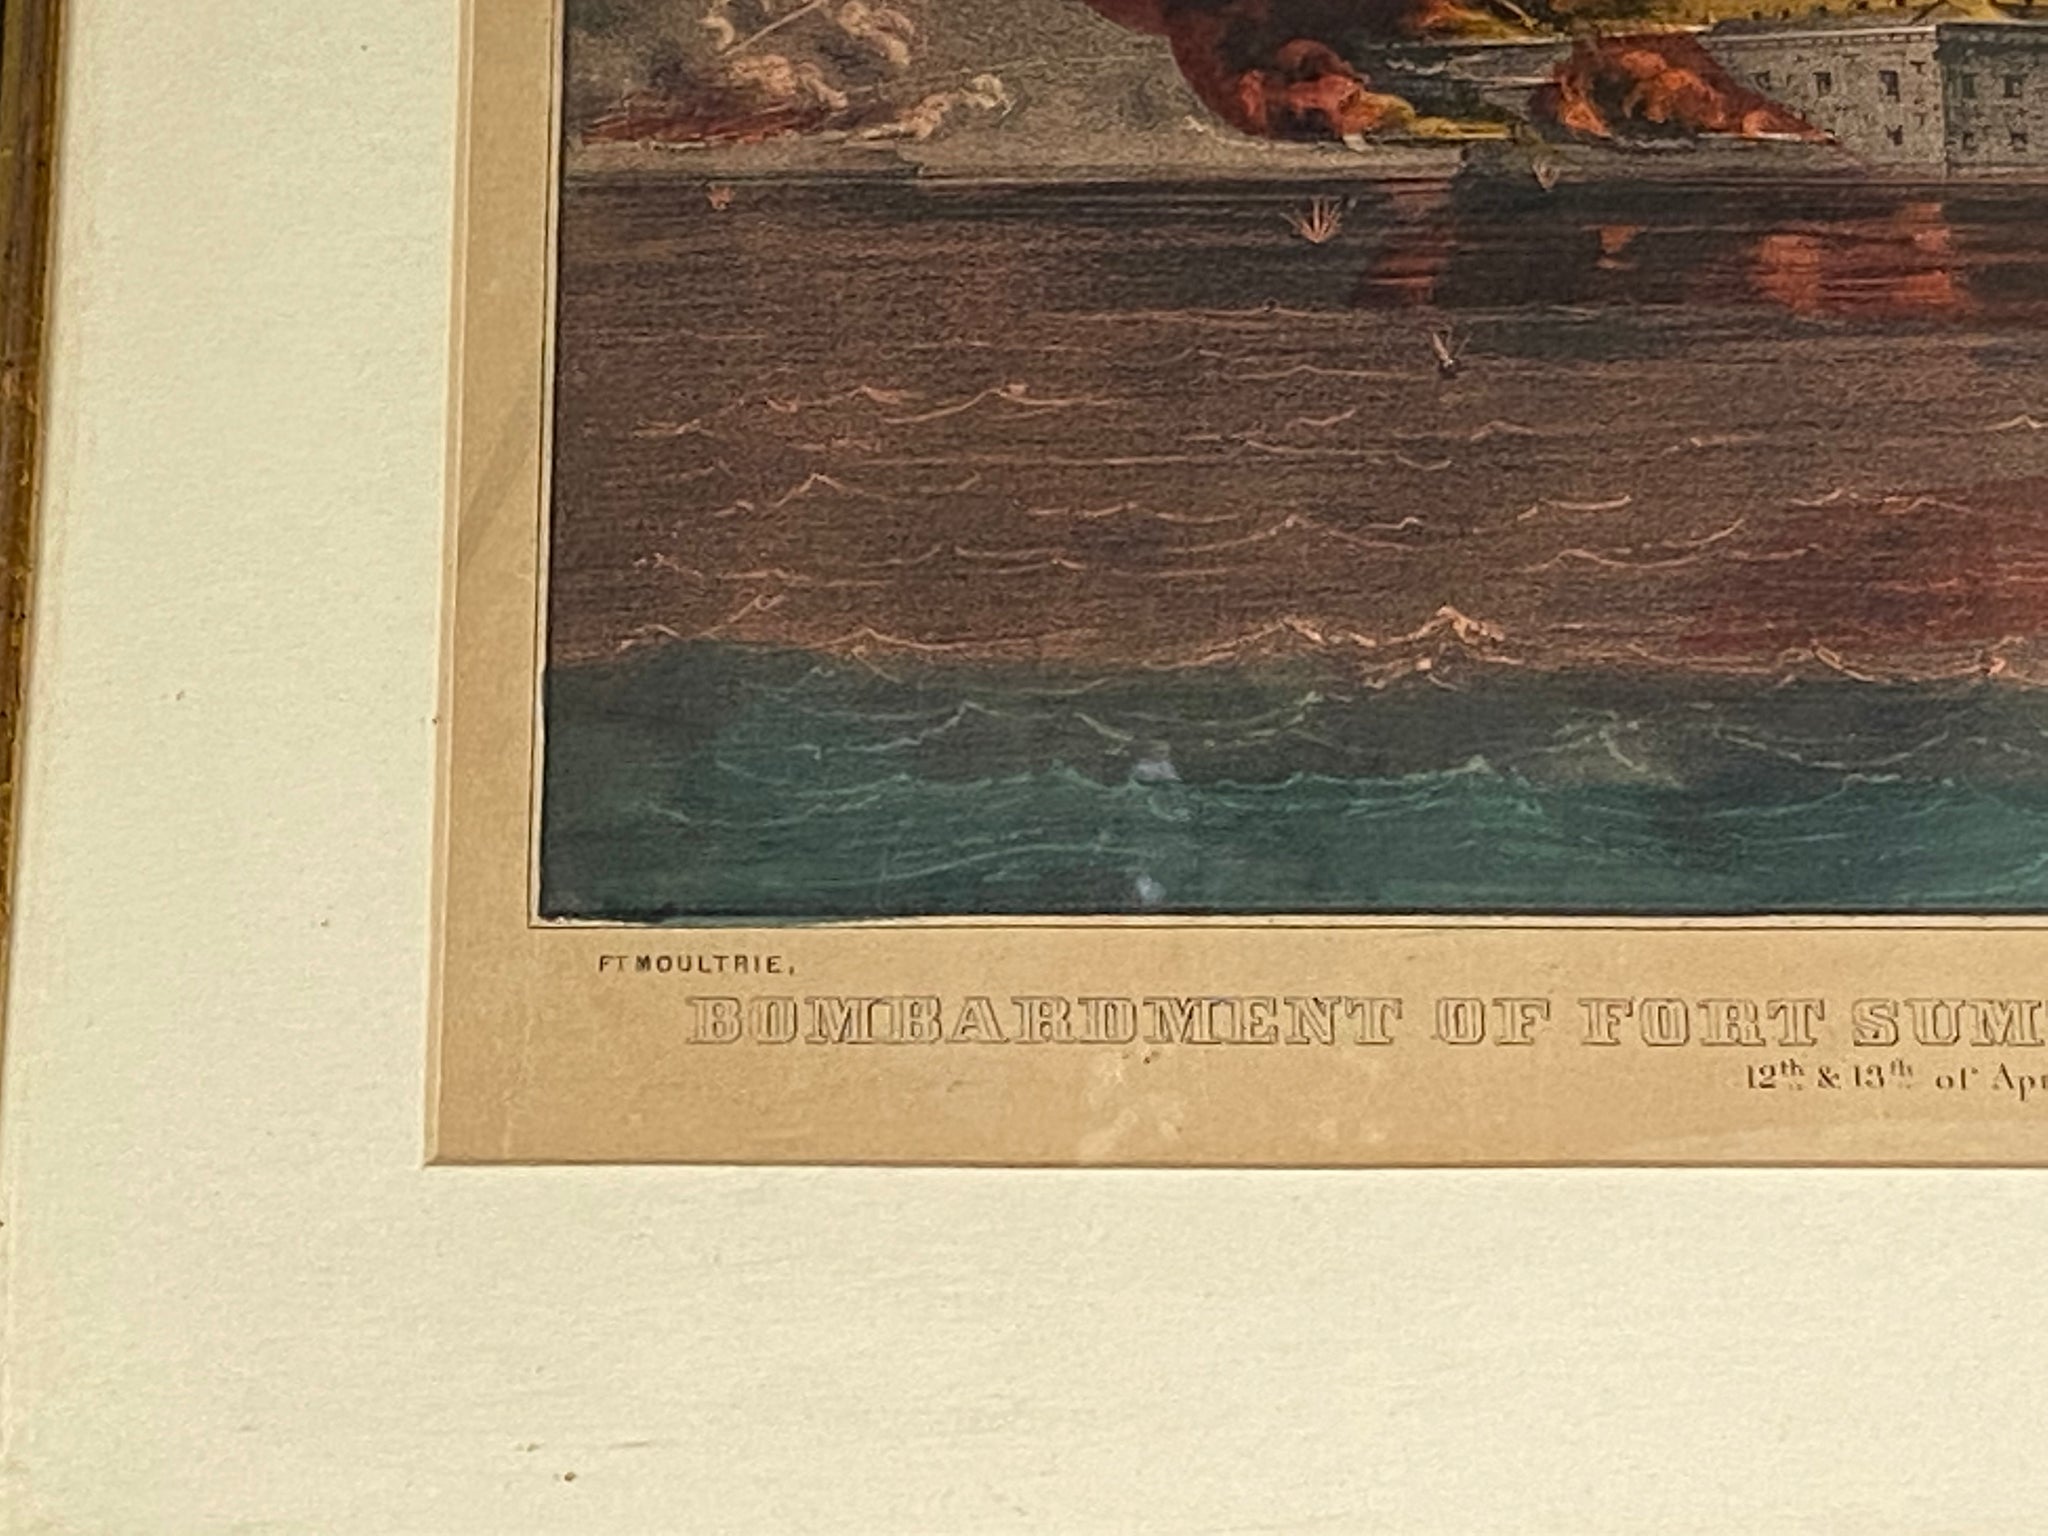 FT MOULTRIE,
BOMBARDMENT OF FORT SUM
12th & 13th of Apr